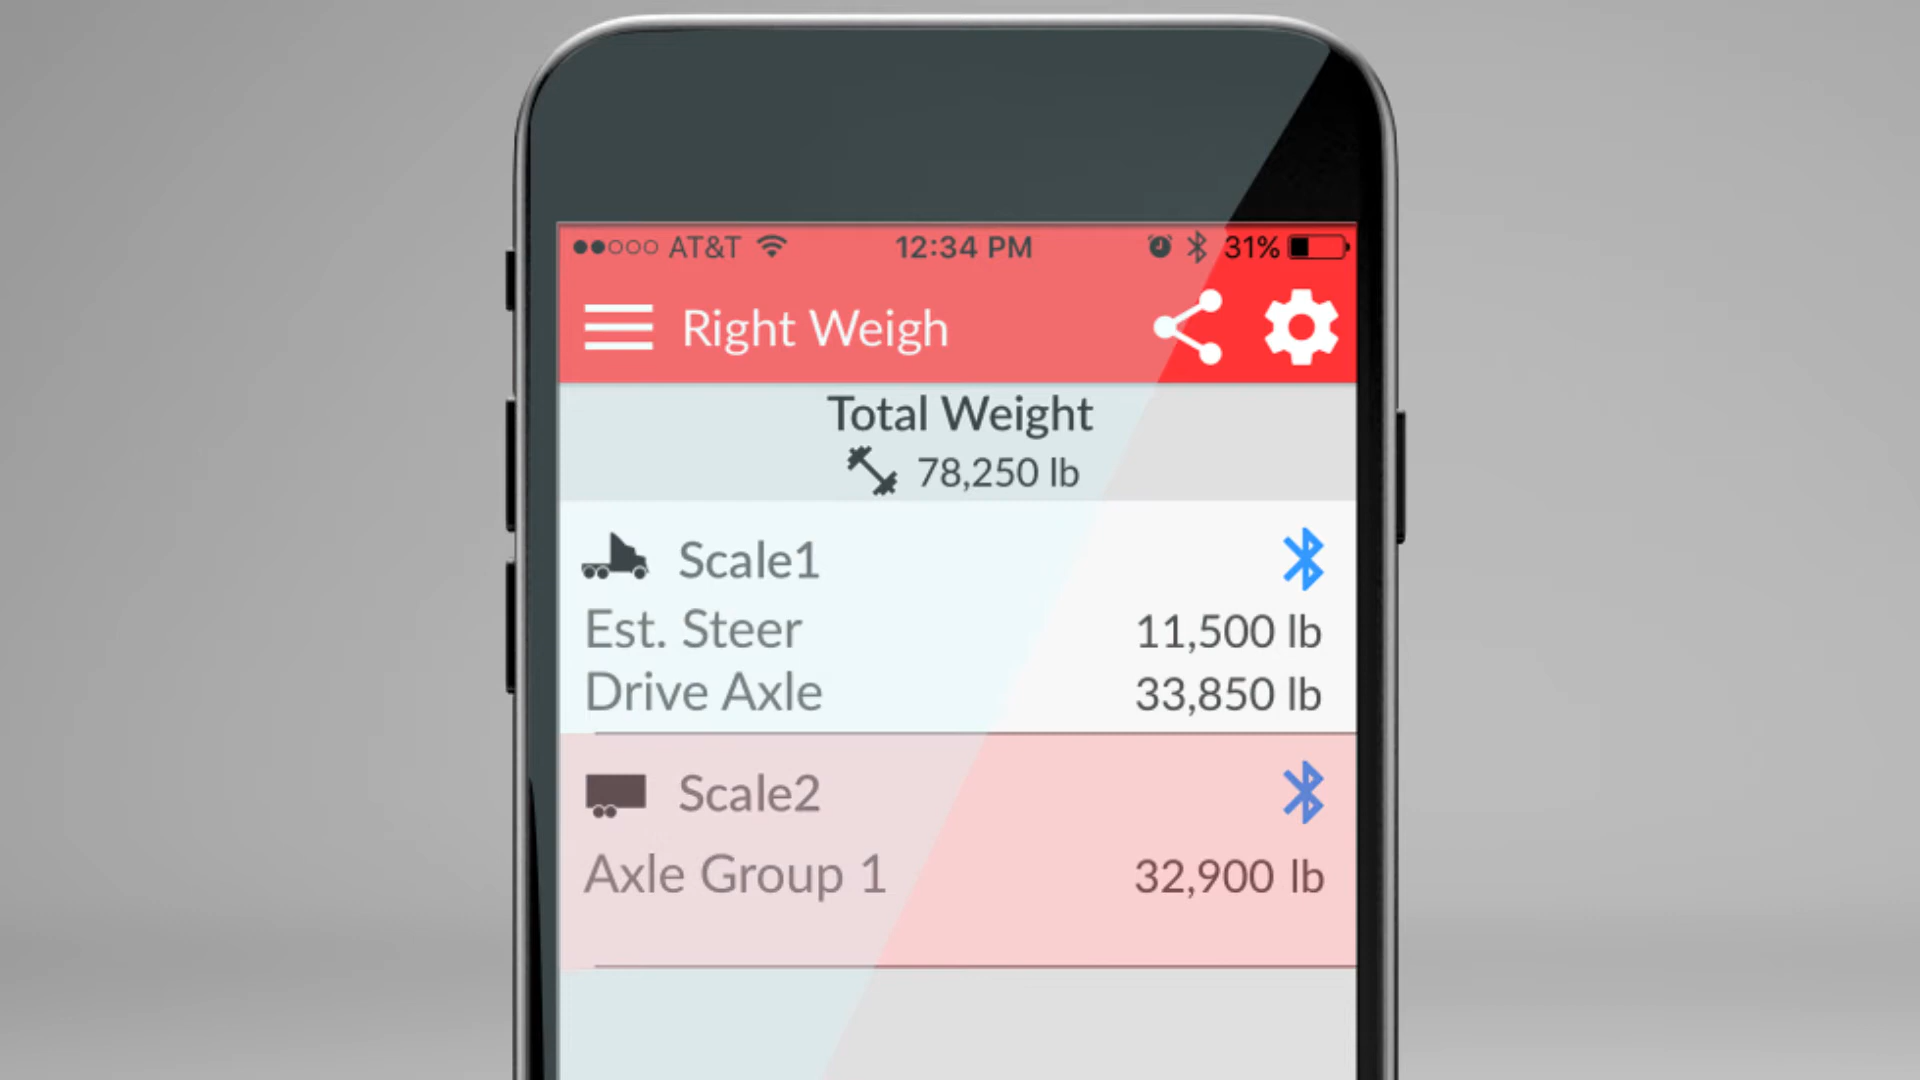 AT&T 12:34 PM 31%
Right Weigh
Total Weight
78,250 lb
Scale1
Est. Steer 11,500 lb
Drive Axle 33,850 lb
Scale2
Axle Group 1 32,900 lb